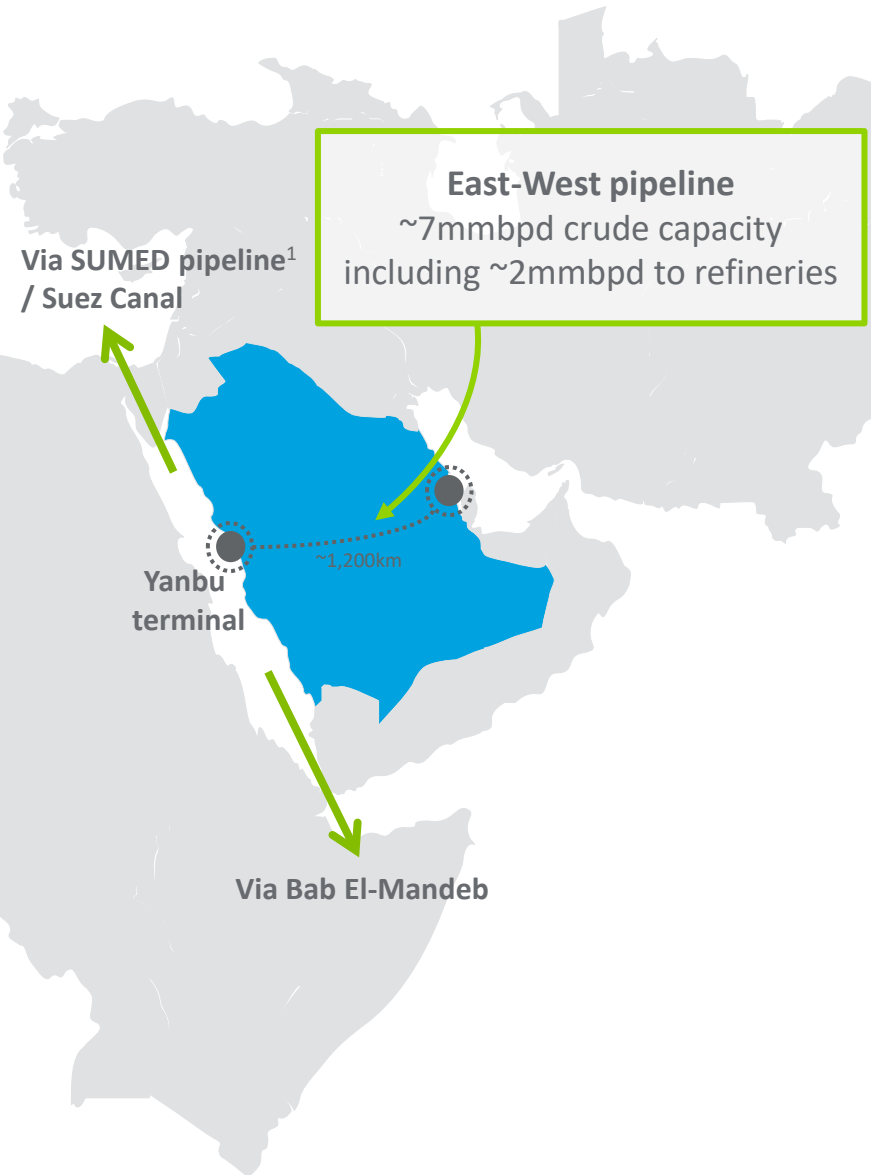 East-West pipeline
~7mmbpd crude capacity
including ~2mmbpd to refineries
Via SUMED pipeline¹
/ Suez Canal
~1,200km
Yanbu
terminal
Via Bab El-Mandeb